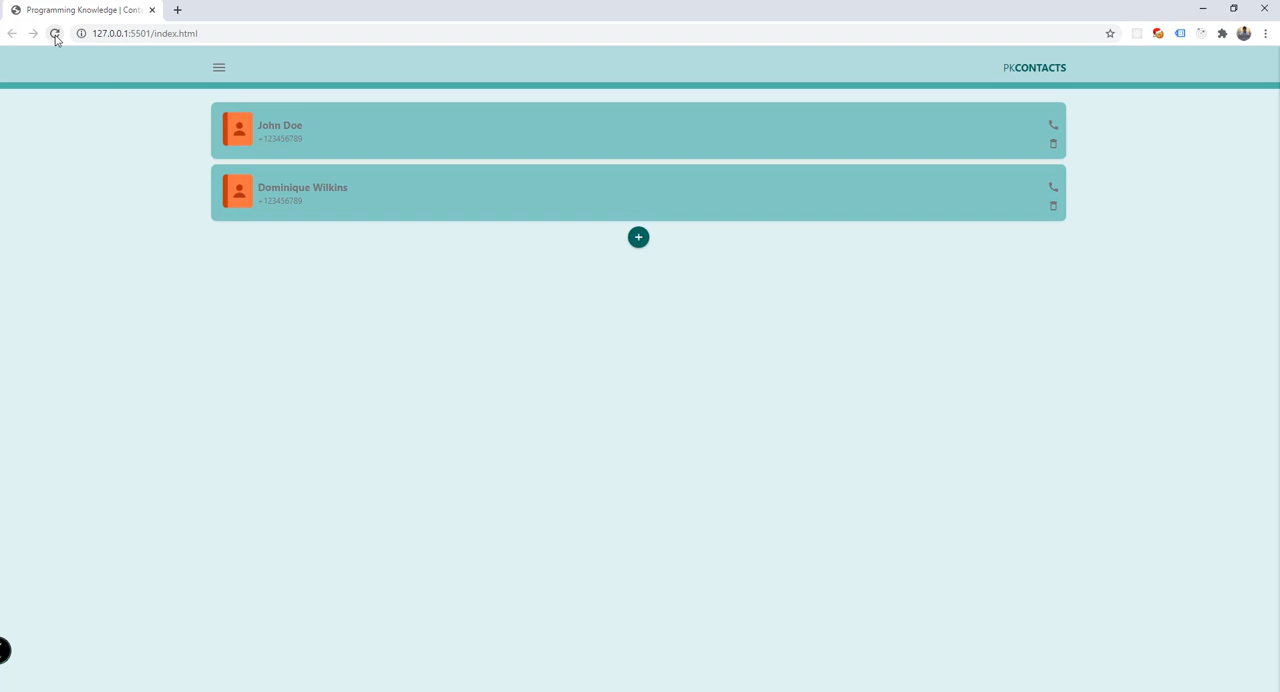 Programming Knowledge | Conta
127.0.0.1:5501/index.html
PKCONTACTS
John Doe
+123456789
Dominique Wilkins
+123456789